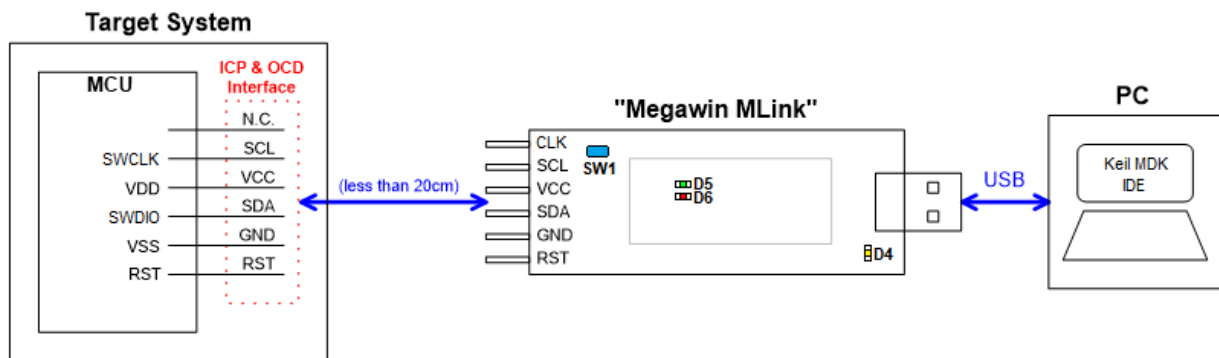 Target System
MCU
ICP & OCD
Interface
N.C.
SWCLK
SCL
VDD
VCC
SWDIO
SDA
VSS
GND
RST
RST
(less than 20cm)
"Megawin MLink"
CLK
SCL
VCC
SDA
GND
RST
SW1
D5
D6
D4
USB
PC
Keil MDK
IDE